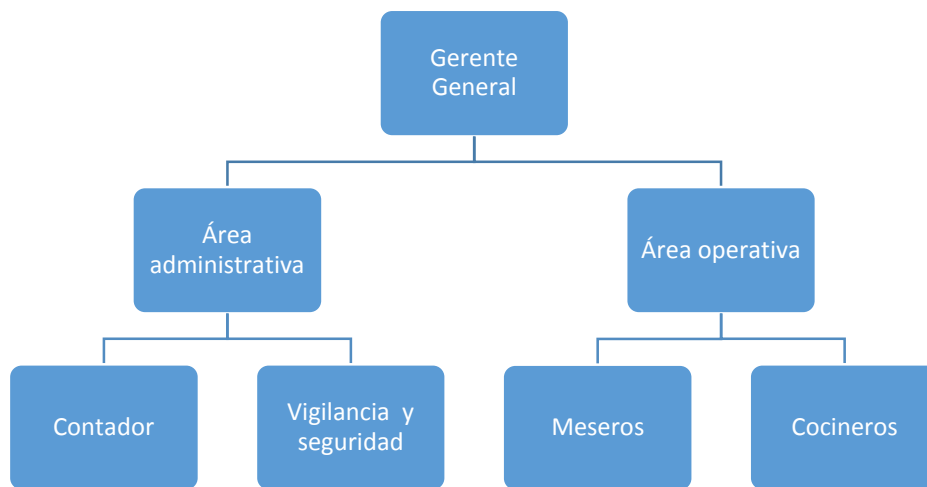 Gerente
General
Área
administrativa
Área operativa
Contador
Vigilancia y
seguridad
Meseros
Cocineros